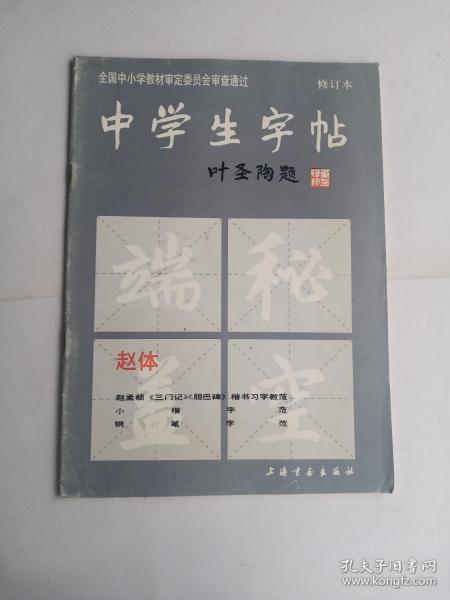 全国中小学教材审定委员会审查通过
修订本
中学生字帖
叶圣陶题
端秘
赵体
盖空
赵孟頫《三门记》《胆巴碑》楷书习字教范
小楷字范
钢笔字范
上海书画出版社
孔夫子旧书网
www.kongfz.com